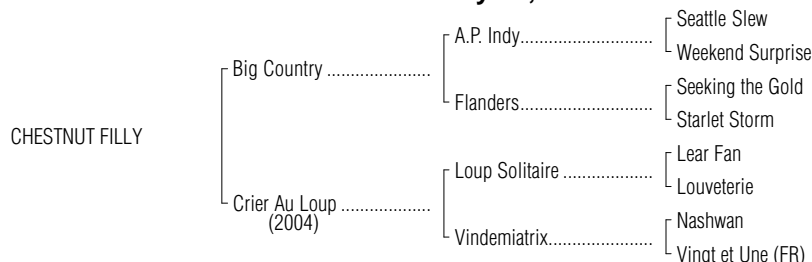 Seattle Slew
A.P. Indy
Weekend Surprise
Big Country
Seeking the Gold
Flanders
Starlet Storm
CHESTNUT FILLY
Lear Fan
Loup Solitaire
Louveterie
Crier Au Loup
(2004)
Nashwan
Vindemiatrix
Vingt et Une (FR)